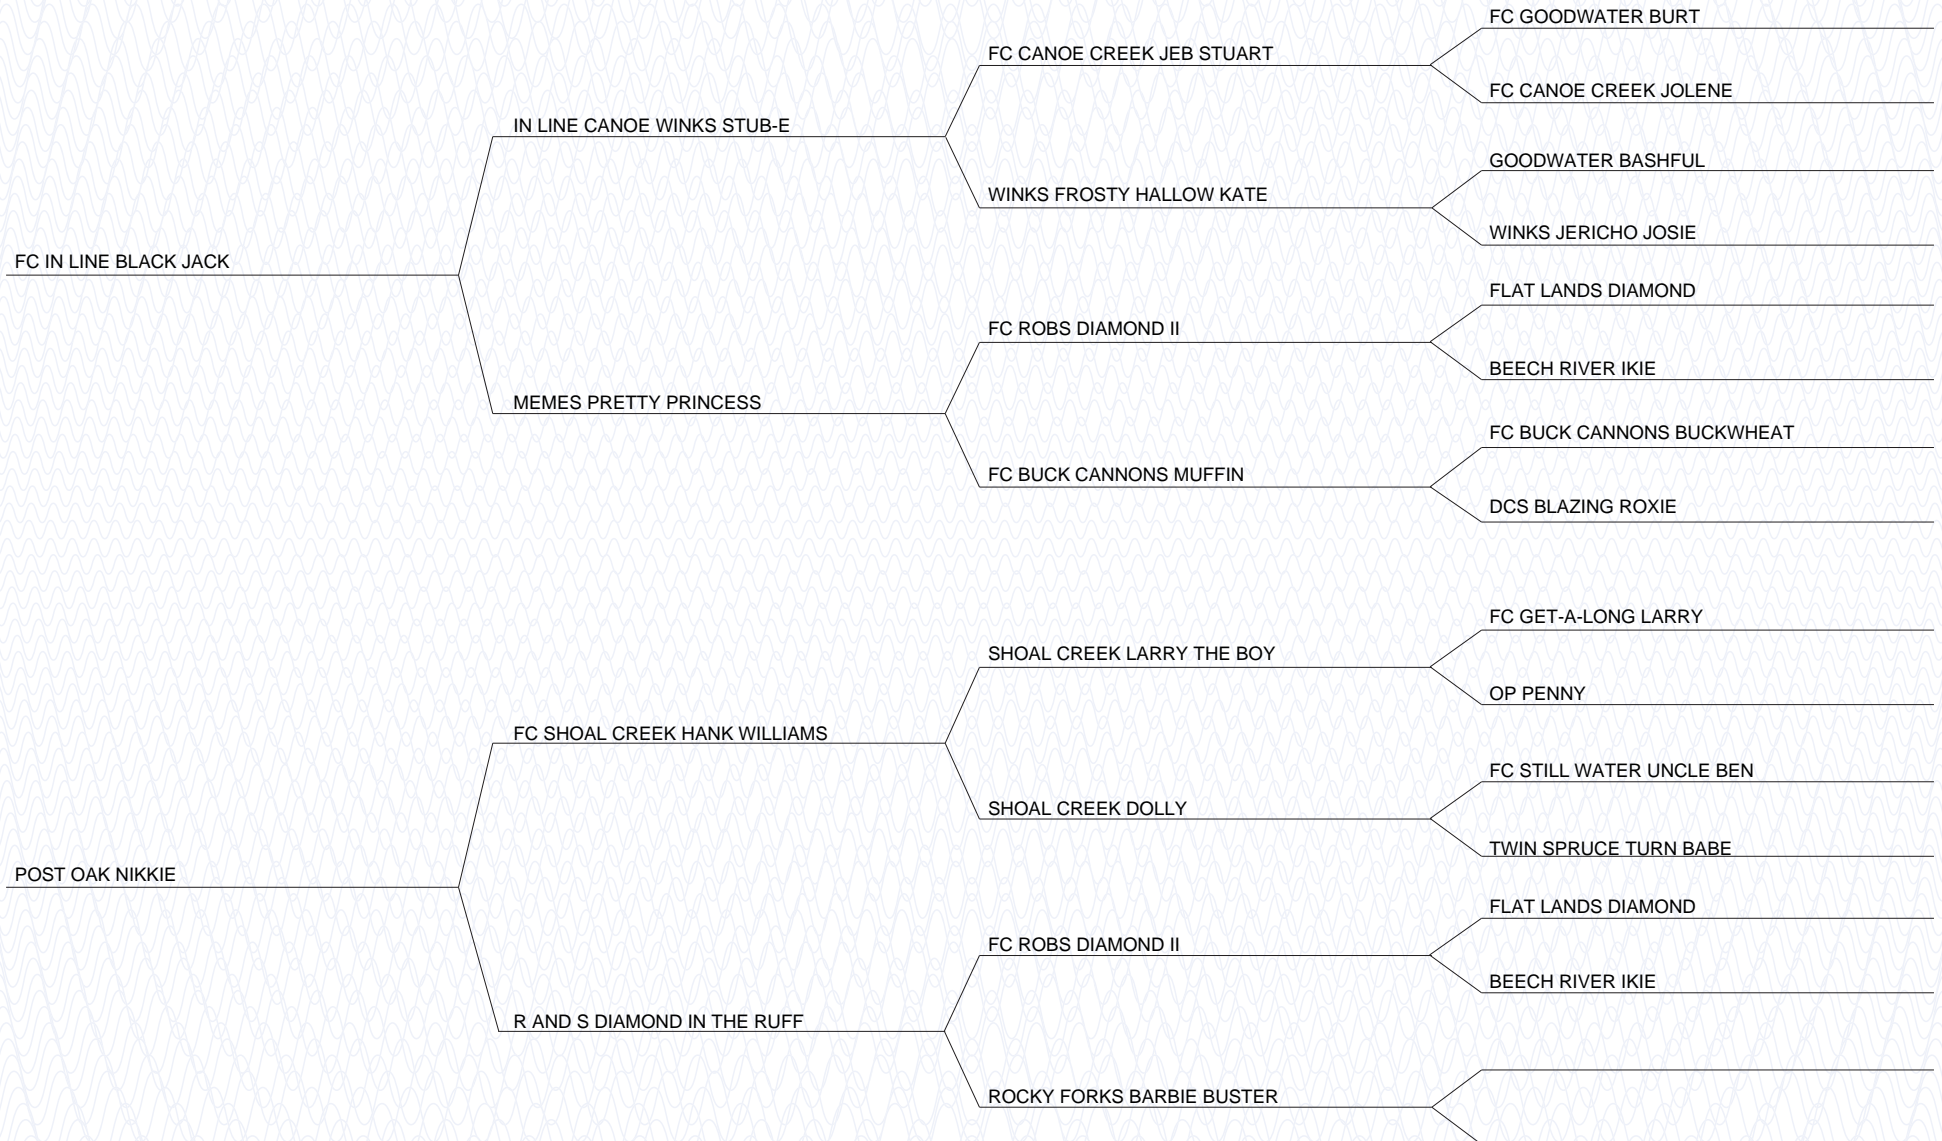 FC GOODWATER BURT
FC CANOE CREEK JEB STUART
FC CANOE CREEK JOLENE
IN LINE CANOE WINKS STUB-E
GOODWATER BASHFUL
WINKS FROSTY HALLOW KATE
WINKS JERICHO JOSIE
FC IN LINE BLACK JACK
FLAT LANDS DIAMOND
FC ROBS DIAMOND II
BEECH RIVER IKIE
MEMES PRETTY PRINCESS
FC BUCK CANNONS BUCKWHEAT
FC BUCK CANNONS MUFFIN
DCS BLAZING ROXIE
FC GET-A-LONG LARRY
SHOAL CREEK LARRY THE BOY
OP PENNY
FC SHOAL CREEK HANK WILLIAMS
FC STILL WATER UNCLE BEN
SHOAL CREEK DOLLY
TWIN SPRUCE TURN BABE
POST OAK NIKKIE
FLAT LANDS DIAMOND
FC ROBS DIAMOND II
BEECH RIVER IKIE
R AND S DIAMOND IN THE RUFF
ROCKY FORKS BARBIE BUSTER